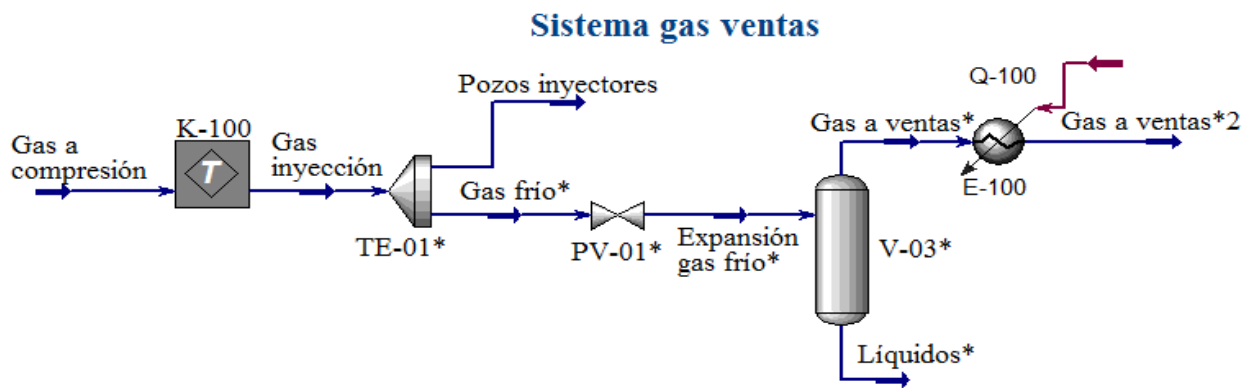 Sistema gas ventas
Pozos inyectores
Q-100
K-100
Gas a ventas*
Gas a ventas*2
Gas a
compresión
Gas
inyección
T
E-100
Gas frío*
TE-01*
PV-01*
Expansión
gas frío*
V-03*
Líquidos*